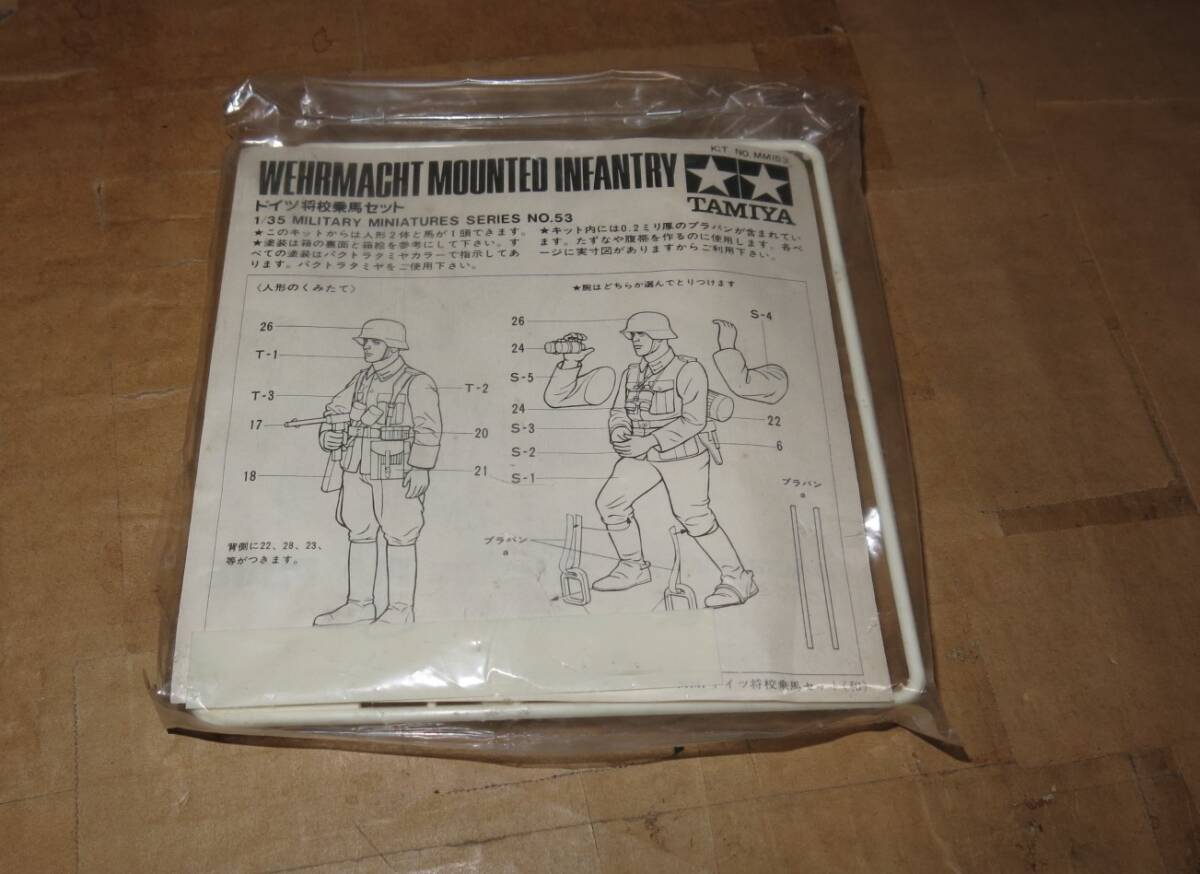 KIT NO. MM153
WEHRMACHT MOUNTED INFANTRY
TAMIYA
ドイツ将校乗馬セット
1/35 MILITARY MINIATURES SERIES NO.53
★このキットからは人形2体と馬が1頭できます。
★塗装は箱の裏面と箱絵を参考にして下さい。す
べての塗装はパクトラタミヤカラーで指示してあ
ります。パクトラタミヤをご使用下さい。
★キット内には0.2ミリ厚のプラバンが含まれてい
ます。たずなや腹帯を作るのに使用します。各ペ
ージに実寸図がありますからご利用下さい。
〈人形のくみたて〉
★腕はどちらか選んでとりつけます
26
T-1
T-3
17
18
T-2
20
21
背側に22、28、23、
等がつきます。
26
24
S-5
24
S-3
S-2
S-1
S-4
22
6
プラバン
a
プラバン
a
ドイツ将校乗馬セット(和)